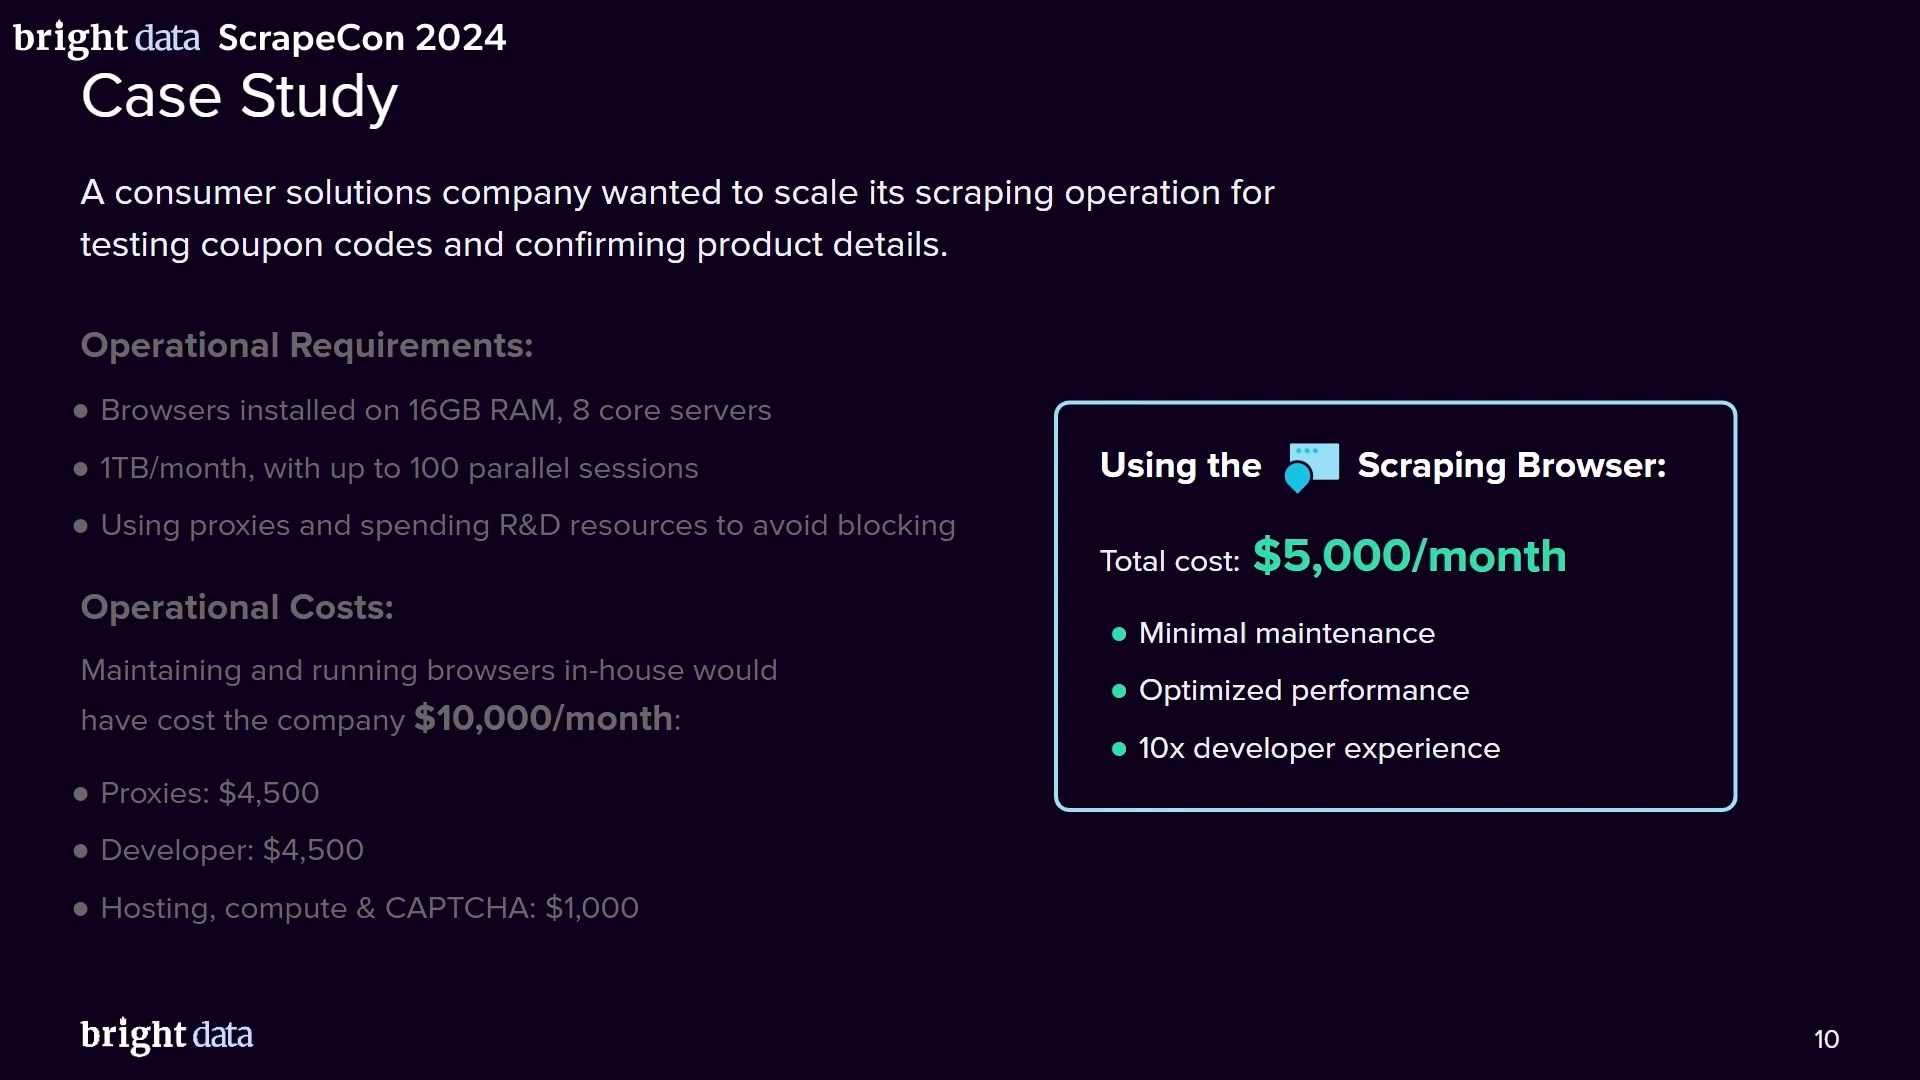 bright data ScrapeCon 2024
Case Study
A consumer solutions company wanted to scale its scraping operation for
testing coupon codes and confirming product details.
Operational Requirements:
● Browsers installed on 16GB RAM, 8 core servers
● 1TB/month, with up to 100 parallel sessions
● Using proxies and spending R&D resources to avoid blocking
Operational Costs:
Maintaining and running browsers in-house would
have cost the company $10,000/month:
● Proxies: $4,500
● Developer: $4,500
● Hosting, compute & CAPTCHA: $1,000
Using the Scraping Browser:
Total cost: $5,000/month
● Minimal maintenance
● Optimized performance
● 10x developer experience
bright data
10